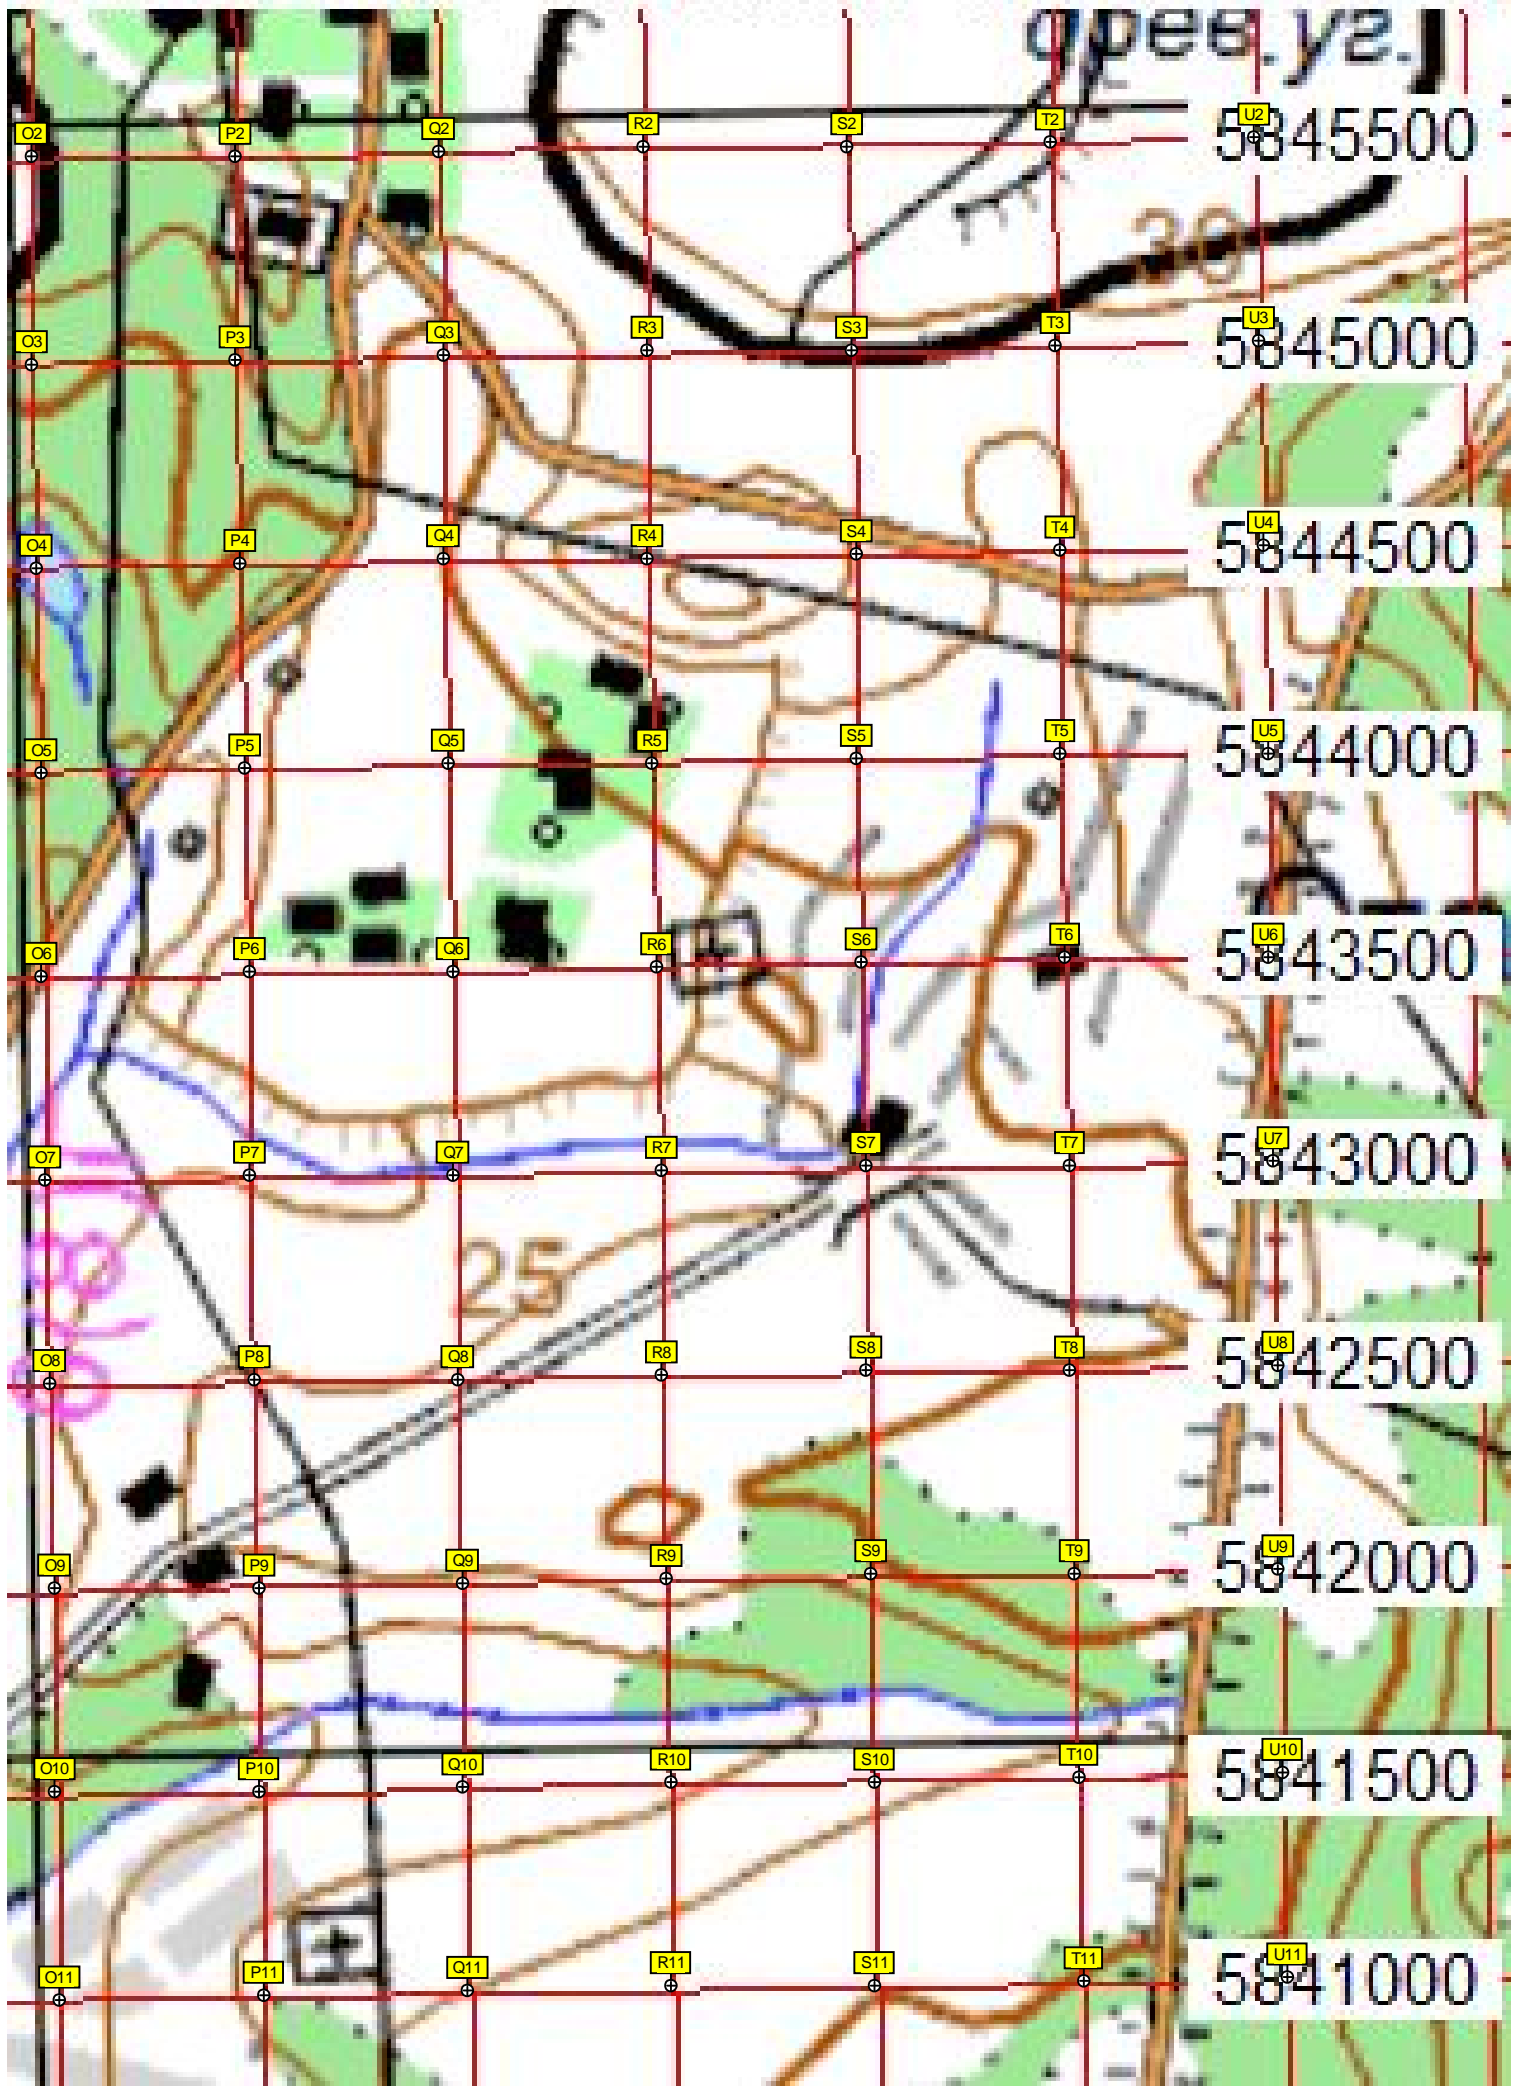 орев.уг.
O2 P2 Q2 R2 S2 T2 U2
5845500
30
O3 P3 Q3 R3 S3 T3 U3
5845000
O4 P4 Q4 R4 S4 T4 U4
5844500
O5 P5 Q5 R5 S5 T5 U5
5844000
O6 P6 Q6 R6 S6 T6 U6
5843500
O7 P7 Q7 R7 S7 T7 U7
5843000
25
O8 P8 Q8 R8 S8 T8 U8
5842500
O9 P9 Q9 R9 S9 T9 U9
5842000
O10 P10 Q10 R10 S10 T10 U10
5841500
O11 P11 Q11 R11 S11 T11 U11
5841000